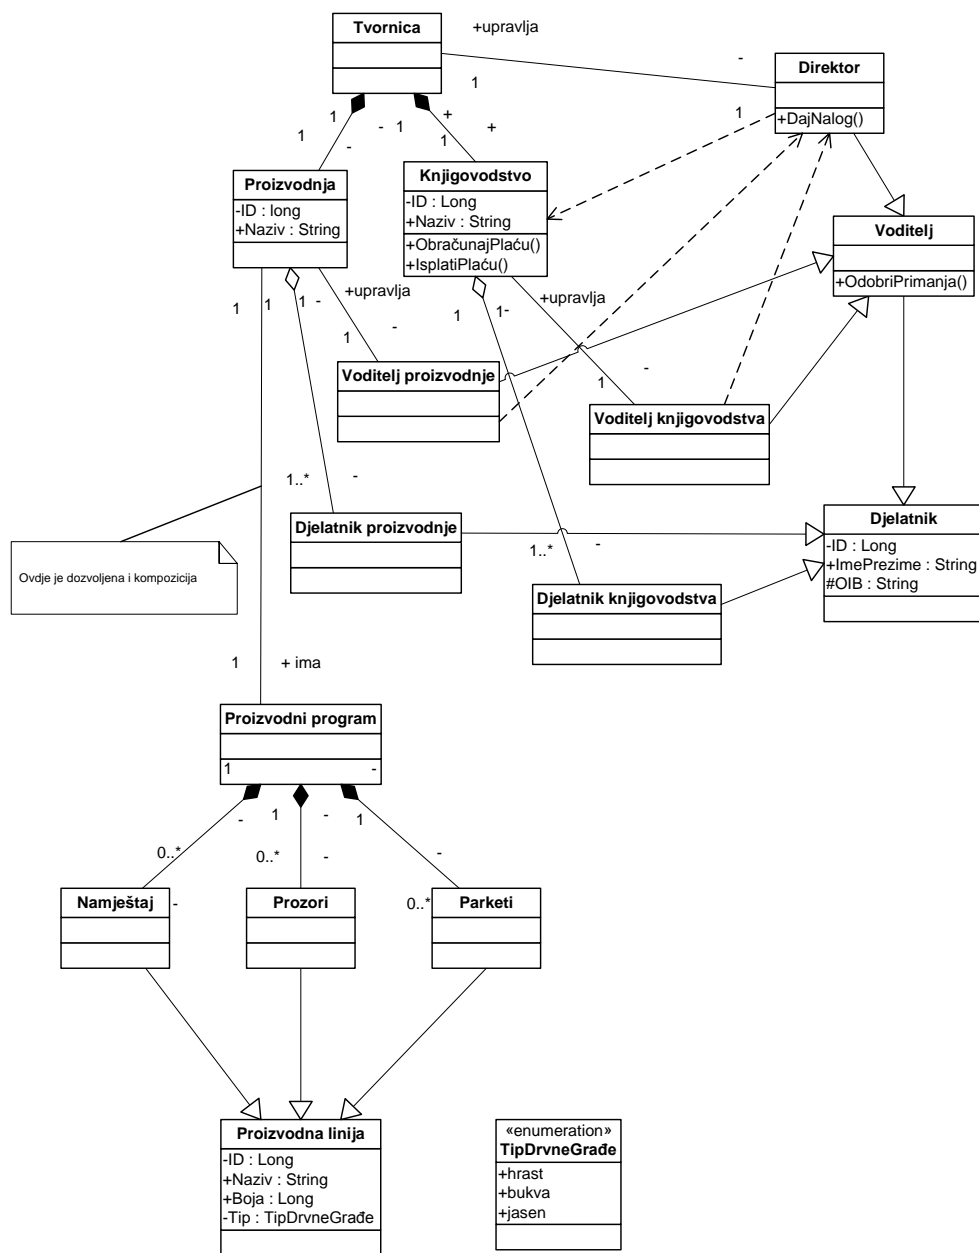 Tvornica
+upravlja
-
1
Direktor
+DajNalog()
1
1
-
1
+
1
-
1
+
1
Proizvodnja
-ID : long
+Naziv : String
Knjigovodstvo
-ID : Long
+Naziv : String
+ObračunajPlaću()
+IsplatiPlaću()
Voditelj
+OdobriPrimanja()
1
1
1
-
+upravlja
1
-
1
1-
+upravlja
1
-
Voditelj proizvodnje
Voditelj knjigovodstva
1..*
-
Djelatnik proizvodnje
1..*
-
Djelatnik
-ID : Long
+ImePrezime : String
#OIB : String
Ovdje je dozvoljena i kompozicija
Djelatnik knjigovodstva
1
+ ima
Proizvodni program
1
-
-
1
-
1
0..*
0..*
-
-
0..*
Namještaj
-
Prozori
Parketi
Proizvodna linija
-ID : Long
+Naziv : String
+Boja : Long
-Tip : TipDrvneGrađe
«enumeration»
TipDrvneGrađe
+hrast
+bukva
+jasen